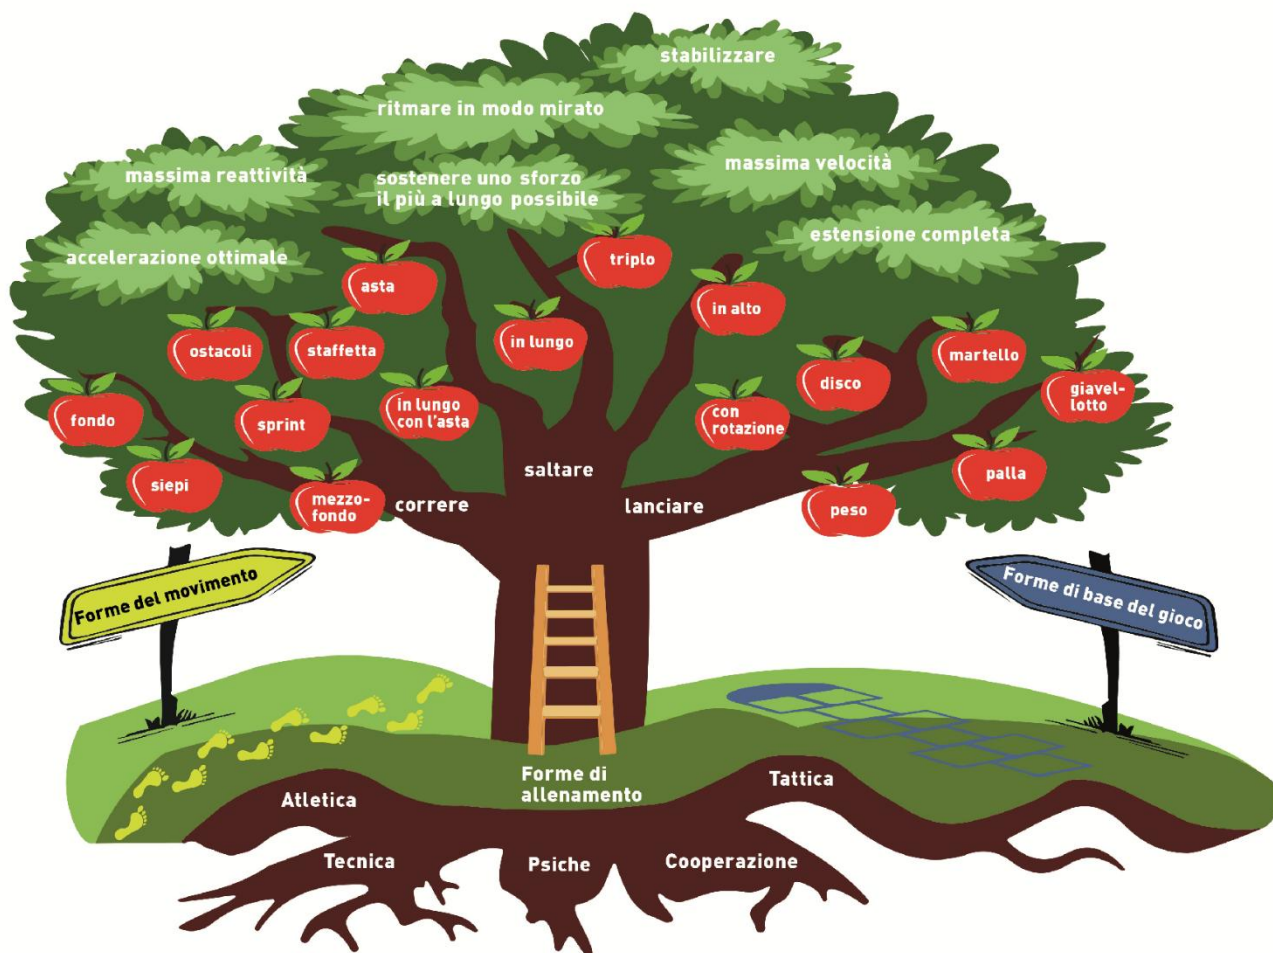 stabilizzare
ritmare in modo mirato
massima reattività
sostenere uno sforzo
il più a lungo possibile
massima velocità
accelerazione ottimale
estensione completa
asta
triplo
in alto
ostacoli
staffetta
in lungo
martello
disco
fondo
sprint
in lungo
con l'asta
con
rotazione
giavel-
lotto
siepi
mezzo-
fondo
palla
peso
correre
saltare
lanciare
Forme del movimento
Forme di base del gioco
Forme di
allenamento
Atletica
Tattica
Tecnica
Psiche
Cooperazione